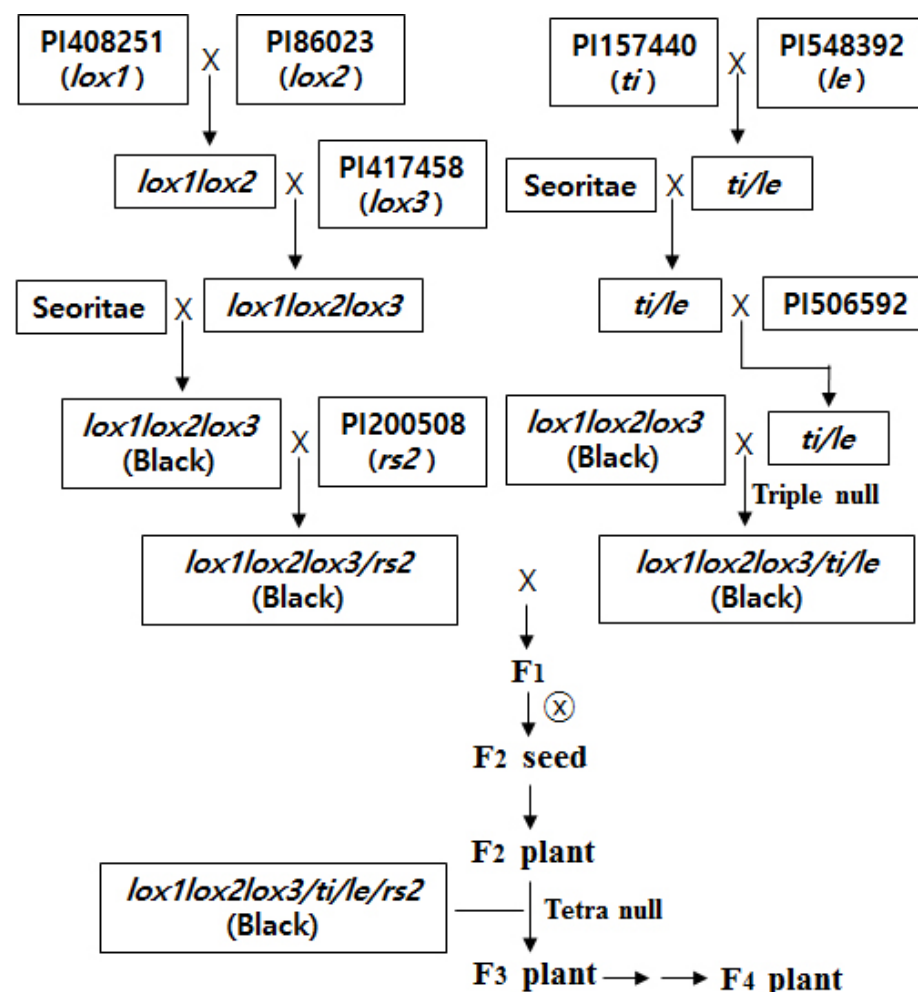 PI408251
(lox1)
X
PI86023
(lox2)
PI157440
(ti)
X
PI548392
(le)
lox1lox2
X
PI417458
(lox3)
Seoritae
X
ti/le
Seoritae
X
lox1lox2lox3
ti/le
X
PI506592
lox1lox2lox3
(Black)
X
PI200508
(rs2)
lox1lox2lox3
(Black)
X
ti/le
Triple null
lox1lox2lox3/rs2
(Black)
X
lox1lox2lox3/ti/le
(Black)
F1
x
F2 seed
F2 plant
lox1lox2lox3/ti/le/rs2
(Black)
Tetra null
F3 plant
F4 plant